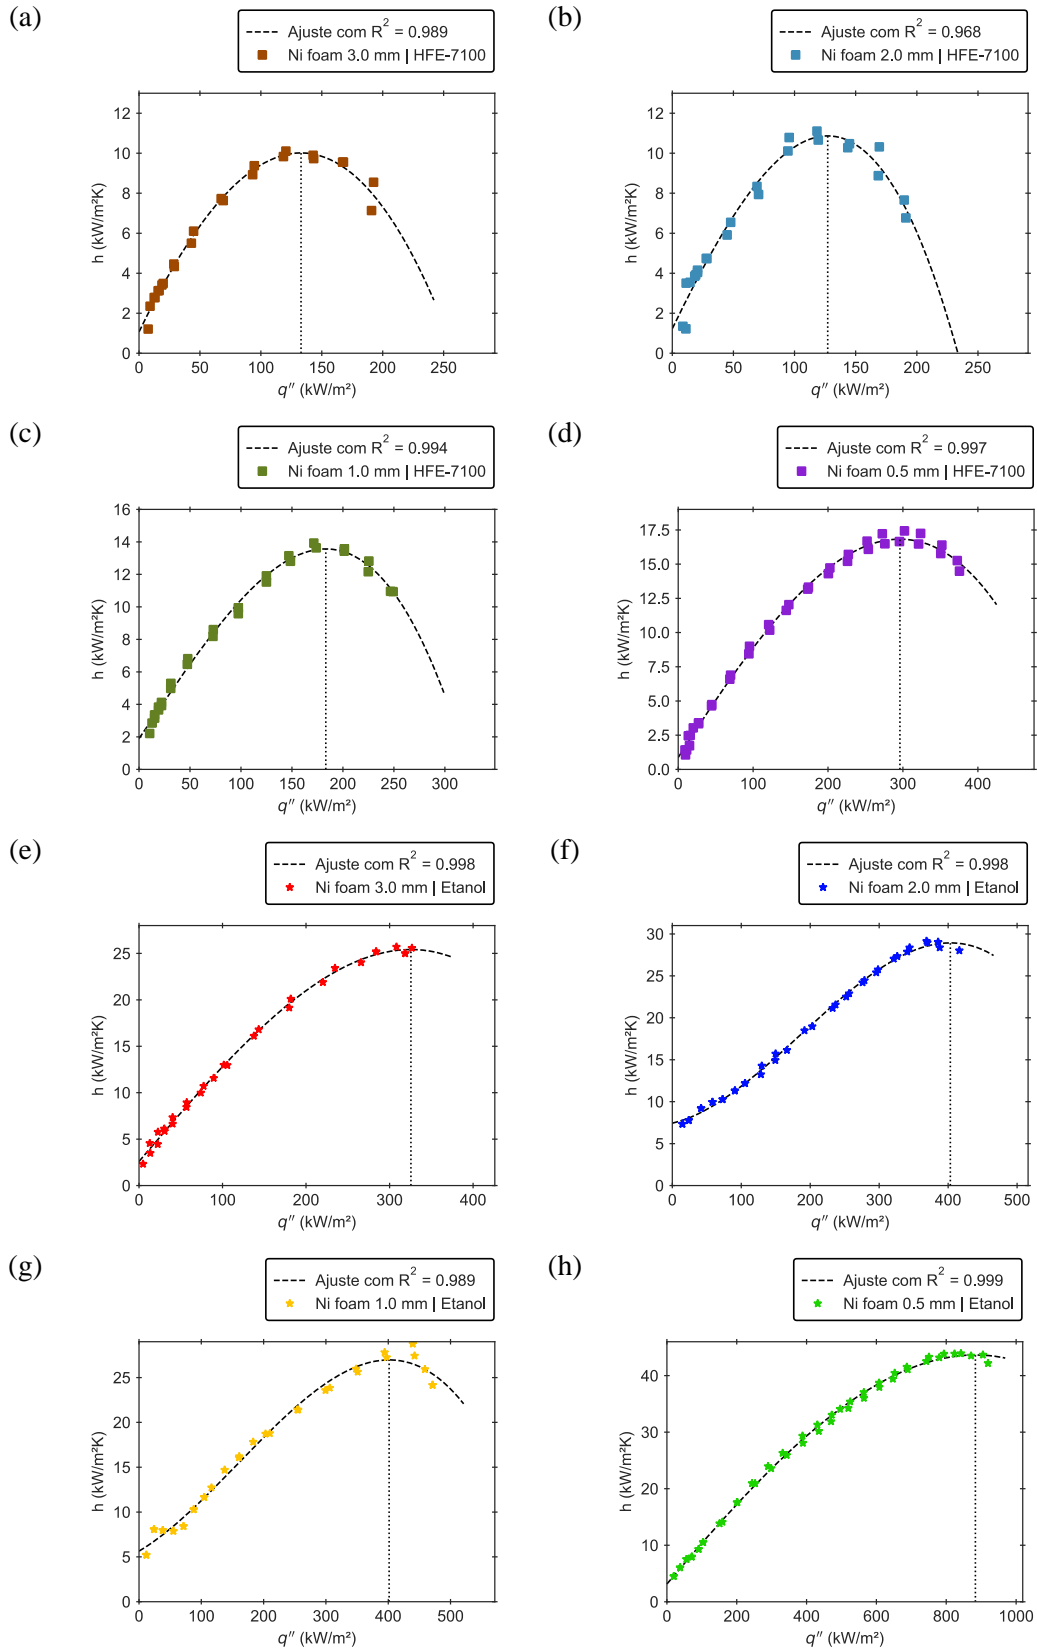 (a)
Ajuste com R² = 0.989
Ni foam 3.0 mm | HFE-7100
12
10
8
6
4
2
0
h (kW/m²K)
0 50 100 150 200 250
q″ (kW/m²)
(b)
Ajuste com R² = 0.968
Ni foam 2.0 mm | HFE-7100
12
10
8
6
4
2
0
h (kW/m²K)
0 50 100 150 200 250
q″ (kW/m²)
(c)
Ajuste com R² = 0.994
Ni foam 1.0 mm | HFE-7100
16
14
12
10
8
6
4
2
0
h (kW/m²K)
0 50 100 150 200 250 300
q″ (kW/m²)
(d)
Ajuste com R² = 0.997
Ni foam 0.5 mm | HFE-7100
17.5
15.0
12.5
10.0
7.5
5.0
2.5
0.0
h (kW/m²K)
0 100 200 300 400
q″ (kW/m²)
(e)
Ajuste com R² = 0.998
Ni foam 3.0 mm | Etanol
25
20
15
10
5
0
h (kW/m²K)
0 100 200 300 400
q″ (kW/m²)
(f)
Ajuste com R² = 0.998
Ni foam 2.0 mm | Etanol
30
25
20
15
10
5
0
h (kW/m²K)
0 100 200 300 400 500
q″ (kW/m²)
(g)
Ajuste com R² = 0.989
Ni foam 1.0 mm | Etanol
25
20
15
10
5
0
h (kW/m²K)
0 100 200 300 400 500
q″ (kW/m²)
(h)
Ajuste com R² = 0.999
Ni foam 0.5 mm | Etanol
40
30
20
10
0
h (kW/m²K)
0 200 400 600 800 1000
q″ (kW/m²)